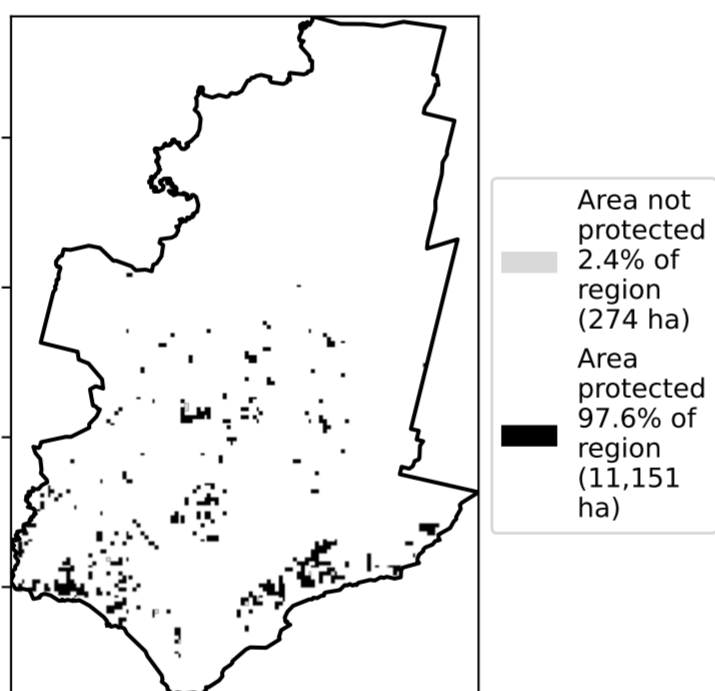 Area not
protected
2.4% of
region
(274 ha)
Area
protected
97.6% of
region
(11,151
ha)